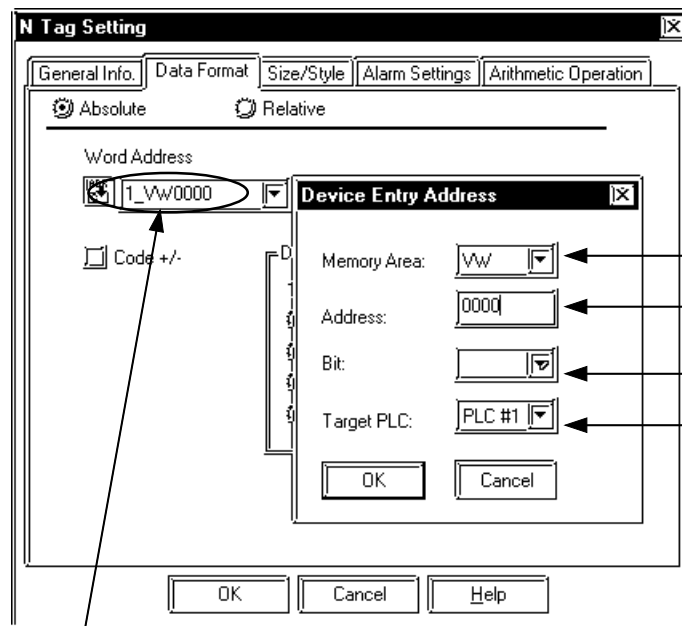 N Tag Setting
General Info. Data Format Size/Style Alarm Settings Arithmetic Operation
Absolute Relative
Word Address
1_VW0000
Code +/-
D
Device Entry Address
Memory Area: VW
Address: 0000
Bit:
Target PLC: PLC #1
OK Cancel
OK Cancel Help